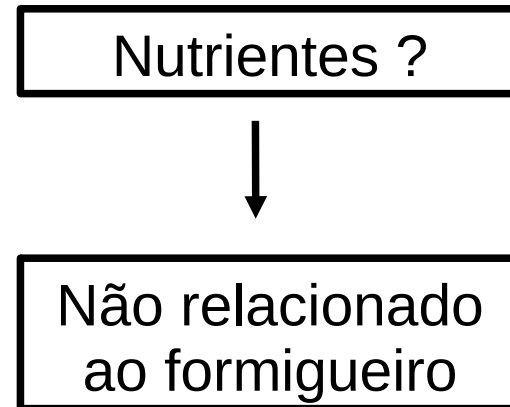 Nutrientes ?
Não relacionado
ao formigueiro